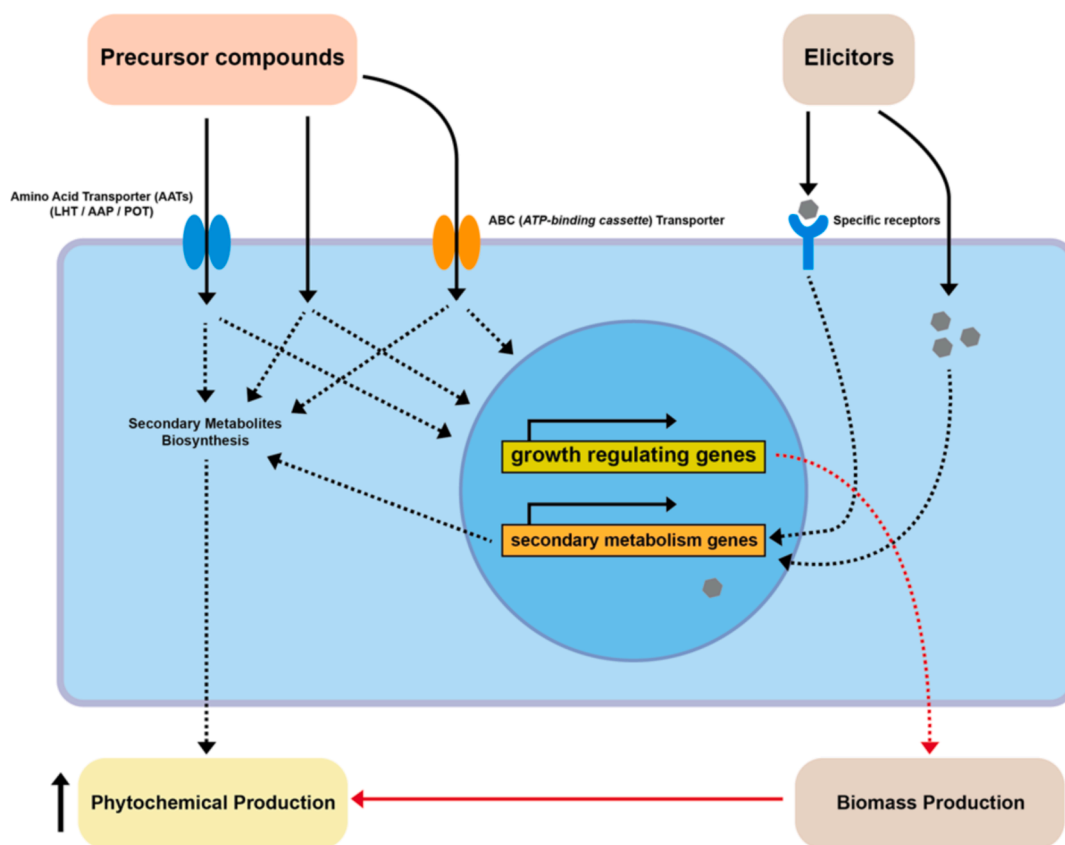 Precursor compounds
Elicitors
Amino Acid Transporter (AATs)
(LHT / AAP / POT)
ABC (ATP-binding cassette) Transporter
Specific receptors
Secondary Metabolites
Biosynthesis
growth regulating genes
secondary metabolism genes
Phytochemical Production
Biomass Production